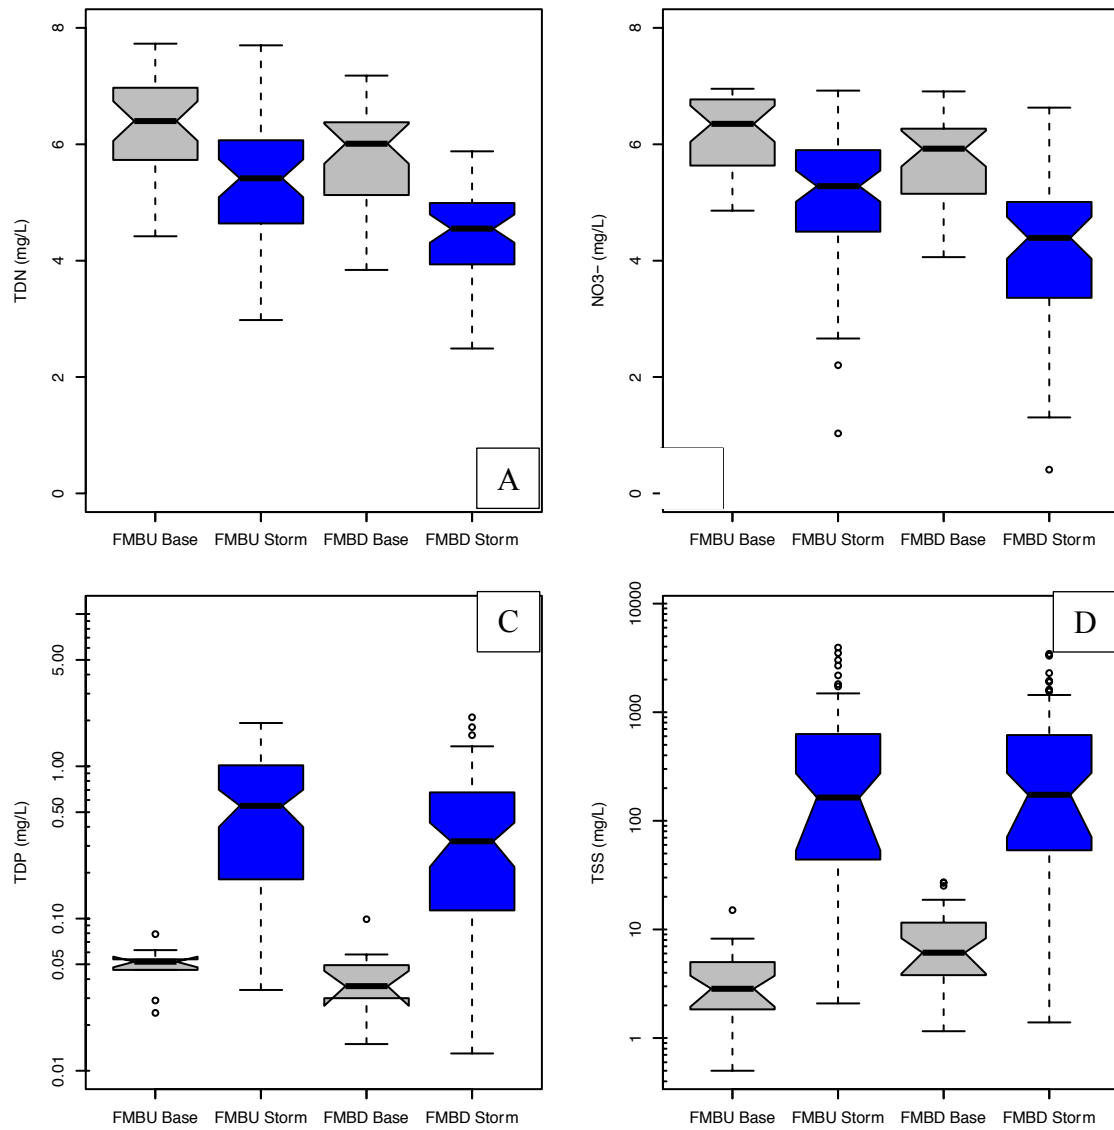 TDN (mg/L)
8
6
4
2
0
A
FMBU Base FMBU Storm FMBD Base FMBD Storm
NO3− (mg/L)
8
6
4
2
0
FMBU Base FMBU Storm FMBD Base FMBD Storm
TDP (mg/L)
5.00
1.00
0.50
0.10
0.05
0.01
C
FMBU Base FMBU Storm FMBD Base FMBD Storm
TSS (mg/L)
10000
1000
100
10
1
D
FMBU Base FMBU Storm FMBD Base FMBD Storm